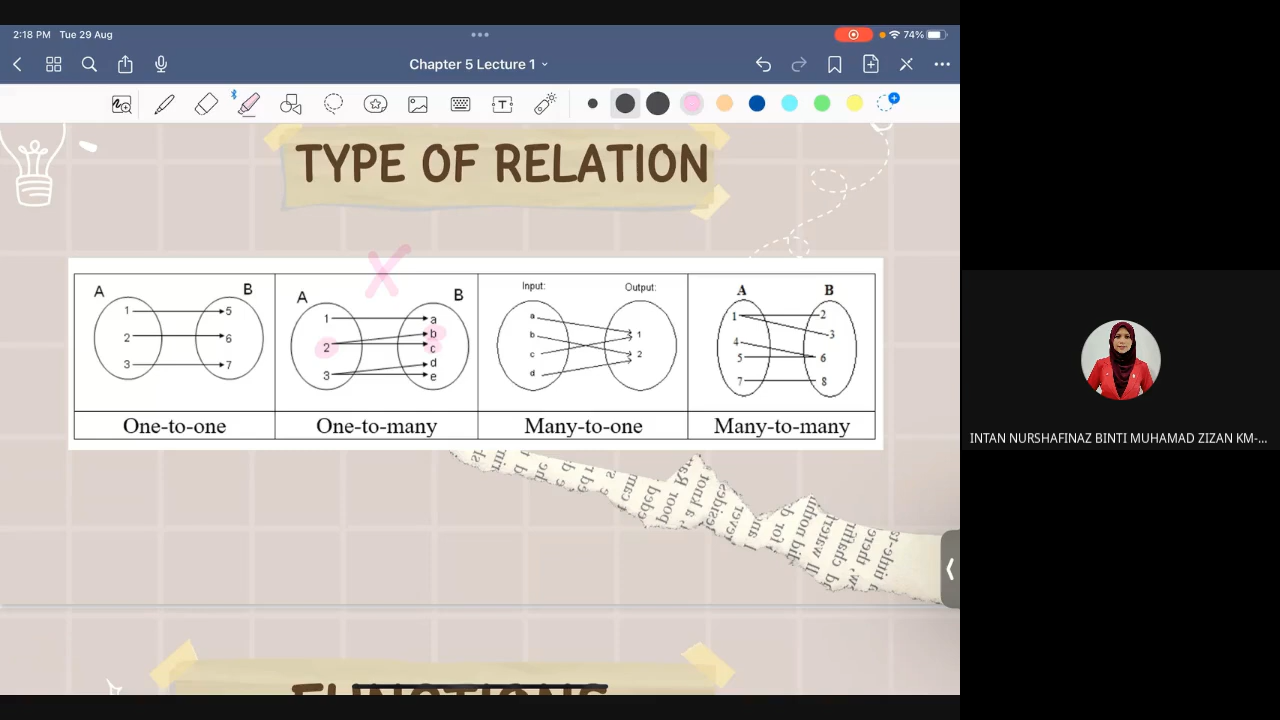 2:18 PM Tue 29 Aug
74%
Chapter 5 Lecture 1
T
TYPE OF RELATION
X
A B
1 5
2 6
3 7
One-to-one
A B
1 a
b
2 c
d
3 e
One-to-many
Input: Output:
a
b 1
c 2
d
Many-to-one
A B
1 2
3
4
5 6
7 8
Many-to-many
FUNCTIONS
INTAN NURSHAFINAZ BINTI MUHAMAD ZIZAN KM-...